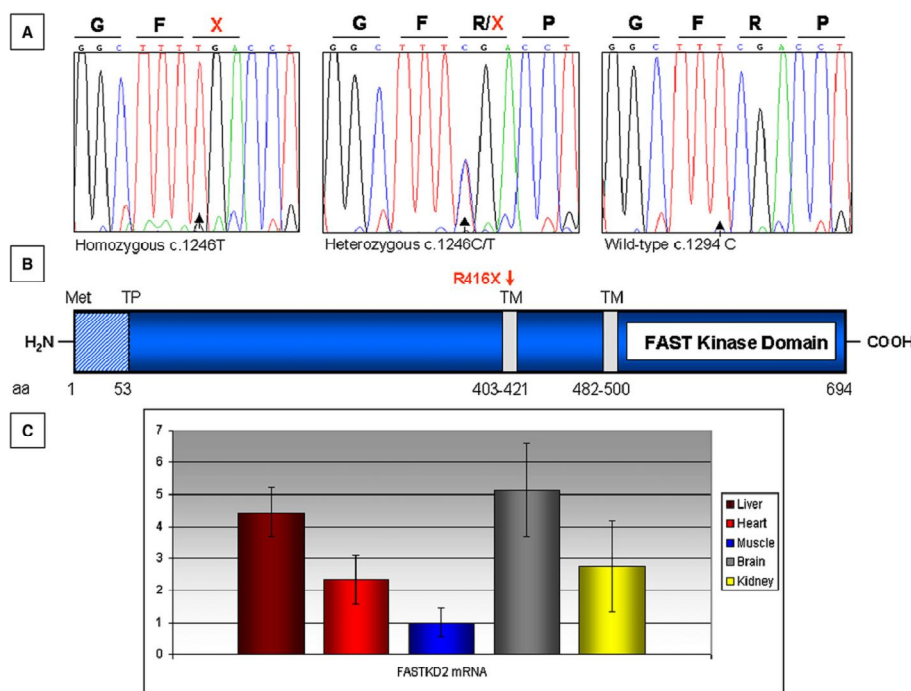 A
G F X
G F R/X P
G F R P
G G C T T T T G A C C T
G G C T T T C G A C C T
G G C T T T C G A C C T
Homozygous c.1246T
Heterozygous c.1246C/T
Wild-type c.1294 C
B
R416X
Met TP TM TM
H₂N FAST Kinase Domain COOH
aa 1 53 403-421 482-500 694
C
7
6
5
4
3
2
1
0
FASTKD2 mRNA
Liver
Heart
Muscle
Brain
Kidney